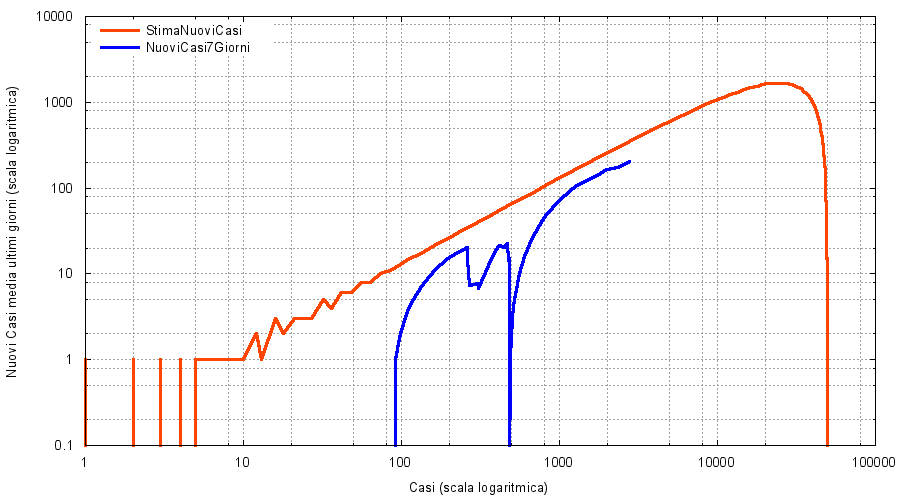 10000
StimaNuoviCasi
NuoviCasi7Giorni
1000
100
10
1
0.1
Nuovi Casi media ultimi giorni (scala logaritmica)
1 10 100 1000 10000 100000
Casi (scala logaritmica)